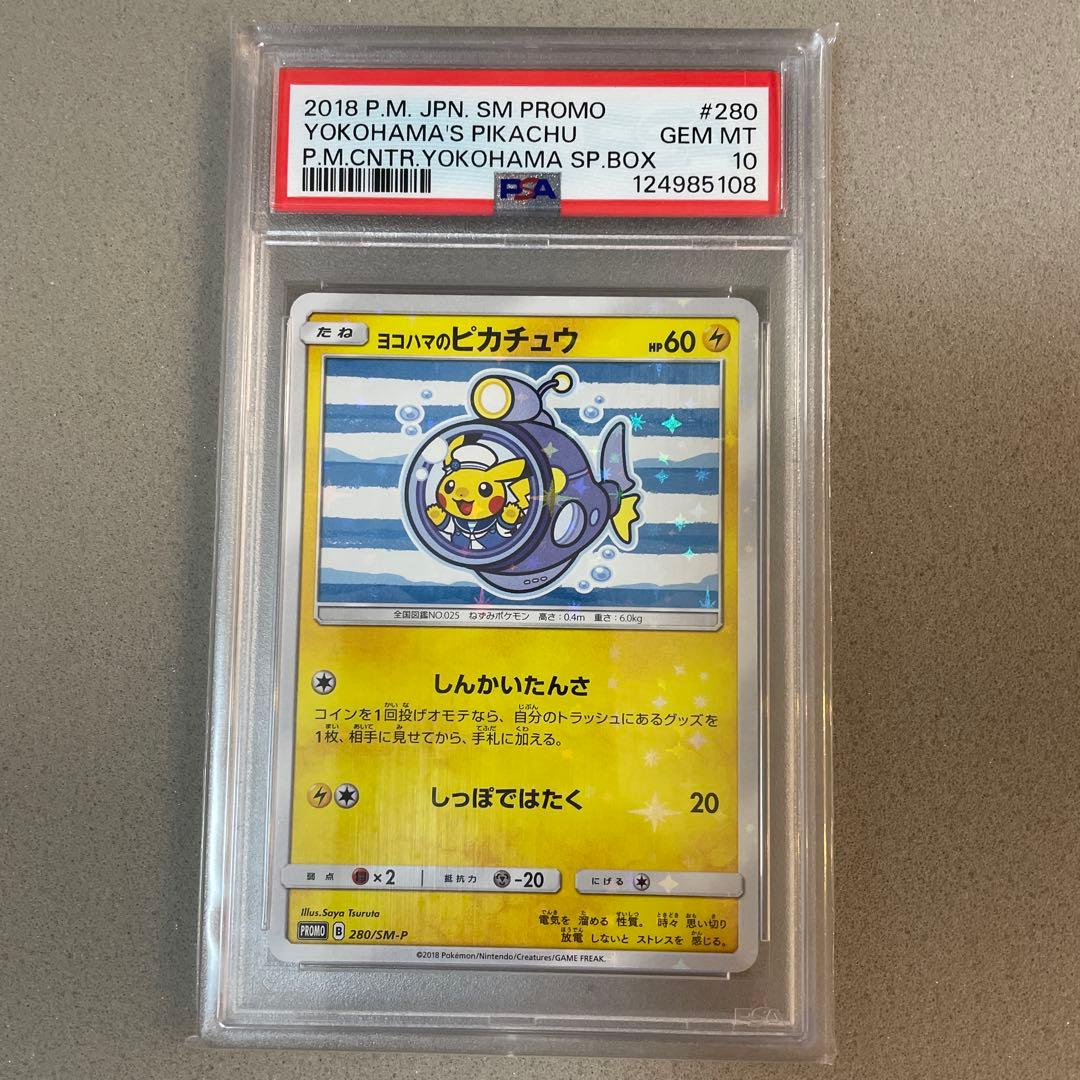 2018 P.M. JPN. SM PROMO #280
YOKOHAMA'S PIKACHU GEM MT
P.M.CNTR.YOKOHAMA SP.BOX 10
PSA 124985108
たね ヨコハマのピカチュウ HP 60
全国図鑑NO.025 ねずみポケモン 高さ:0.4m 重さ:6.0kg
しんかいたんさ
コインを1回投げオモテなら、自分のトラッシュにあるグッズを
1枚、相手に見せてから、手札に加える。
しっぽではたく 20
弱点 ×2 抵抗力 -20 にげる
Illus.Saya Tsuruta
電気を 溜める 性質。 時々 思い切り
PROMO B 280/SM-P
放電 しないと ストレスを 感じる。
©2018 Pokémon/Nintendo/Creatures/GAME FREAK.
PSA